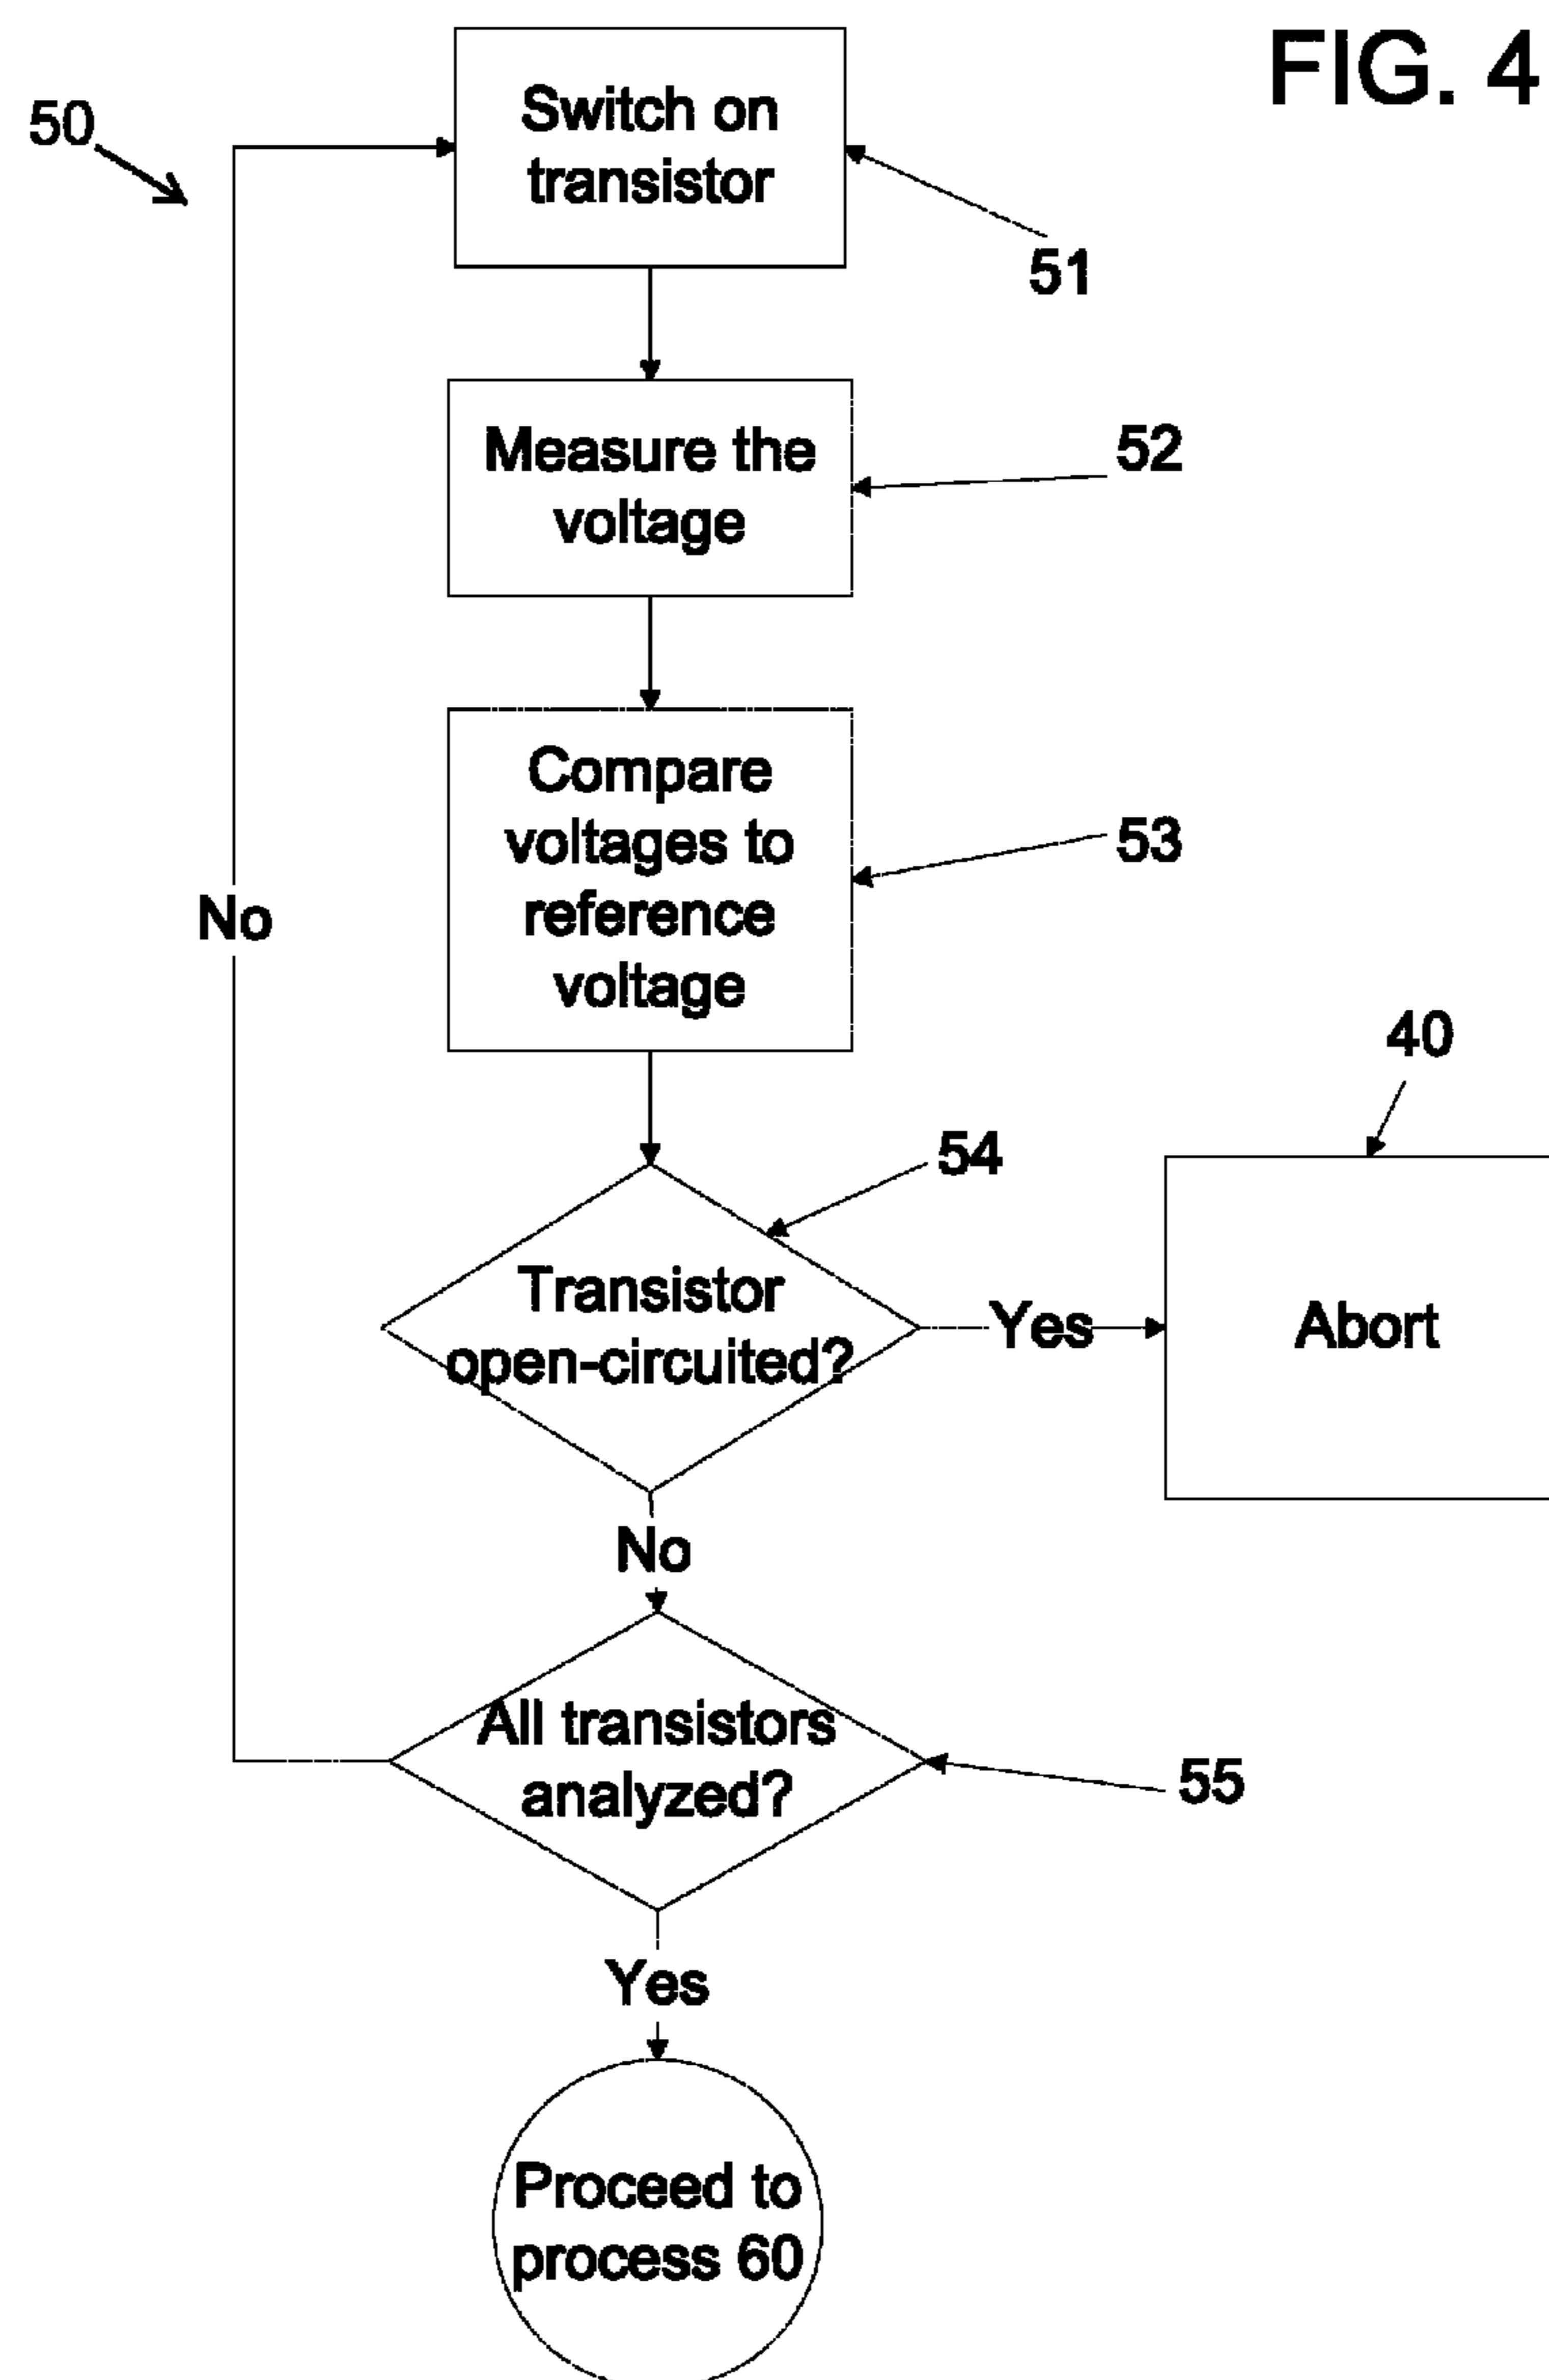 FIG. 4
50
Switch on
transistor
51
Measure the
voltage
52
Compare
voltages to
reference
voltage
53
No
40
54
Transistor
open-circuited?
Yes
Abort
No
All transistors
analyzed?
55
Yes
Proceed to
process 60